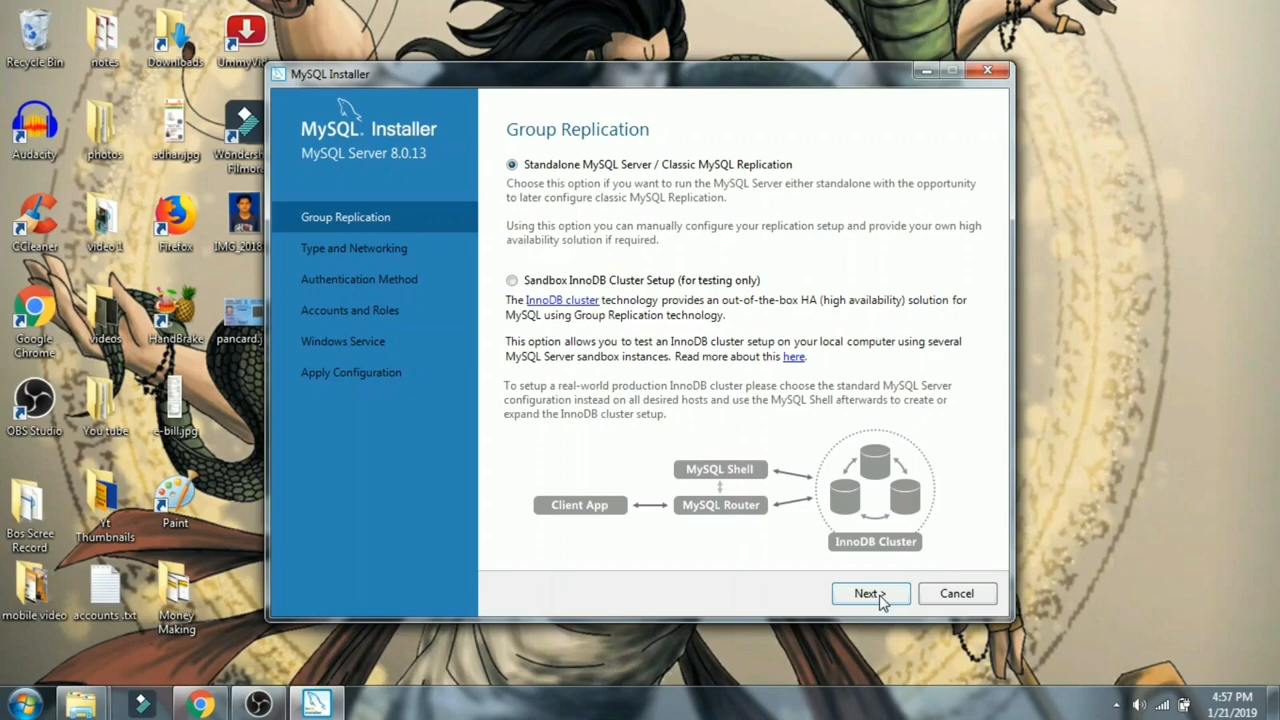 Recycle Bin
notes
Downloads
UmmyVi
Audacity
photos
adhan.jpg
Wondersh
Filmora
CCleaner
video 1
Firefox
IMG_2018
Google
Chrome
videos
HandBrake
pancard.j
OBS Studio
You tube
e-bill.jpg
Bos Scree
Record
Yt
Thumbnails
Paint
mobile video
accounts .txt
Money
Making
MySQL Installer
MySQL. Installer
MySQL Server 8.0.13
Group Replication
Type and Networking
Authentication Method
Accounts and Roles
Windows Service
Apply Configuration
Group Replication
Standalone MySQL Server / Classic MySQL Replication
Choose this option if you want to run the MySQL Server either standalone with the opportunity
to later configure classic MySQL Replication.
Using this option you can manually configure your replication setup and provide your own high
availability solution if required.
Sandbox InnoDB Cluster Setup (for testing only)
The InnoDB cluster technology provides an out-of-the-box HA (high availability) solution for
MySQL using Group Replication technology.
This option allows you to test an InnoDB cluster setup on your local computer using several
MySQL Server sandbox instances. Read more about this here.
To setup a real-world production InnoDB cluster please choose the standard MySQL Server
configuration instead on all desired hosts and use the MySQL Shell afterwards to create or
expand the InnoDB cluster setup.
MySQL Shell
Client App
MySQL Router
InnoDB Cluster
Next >
Cancel
4:57 PM
1/21/2019